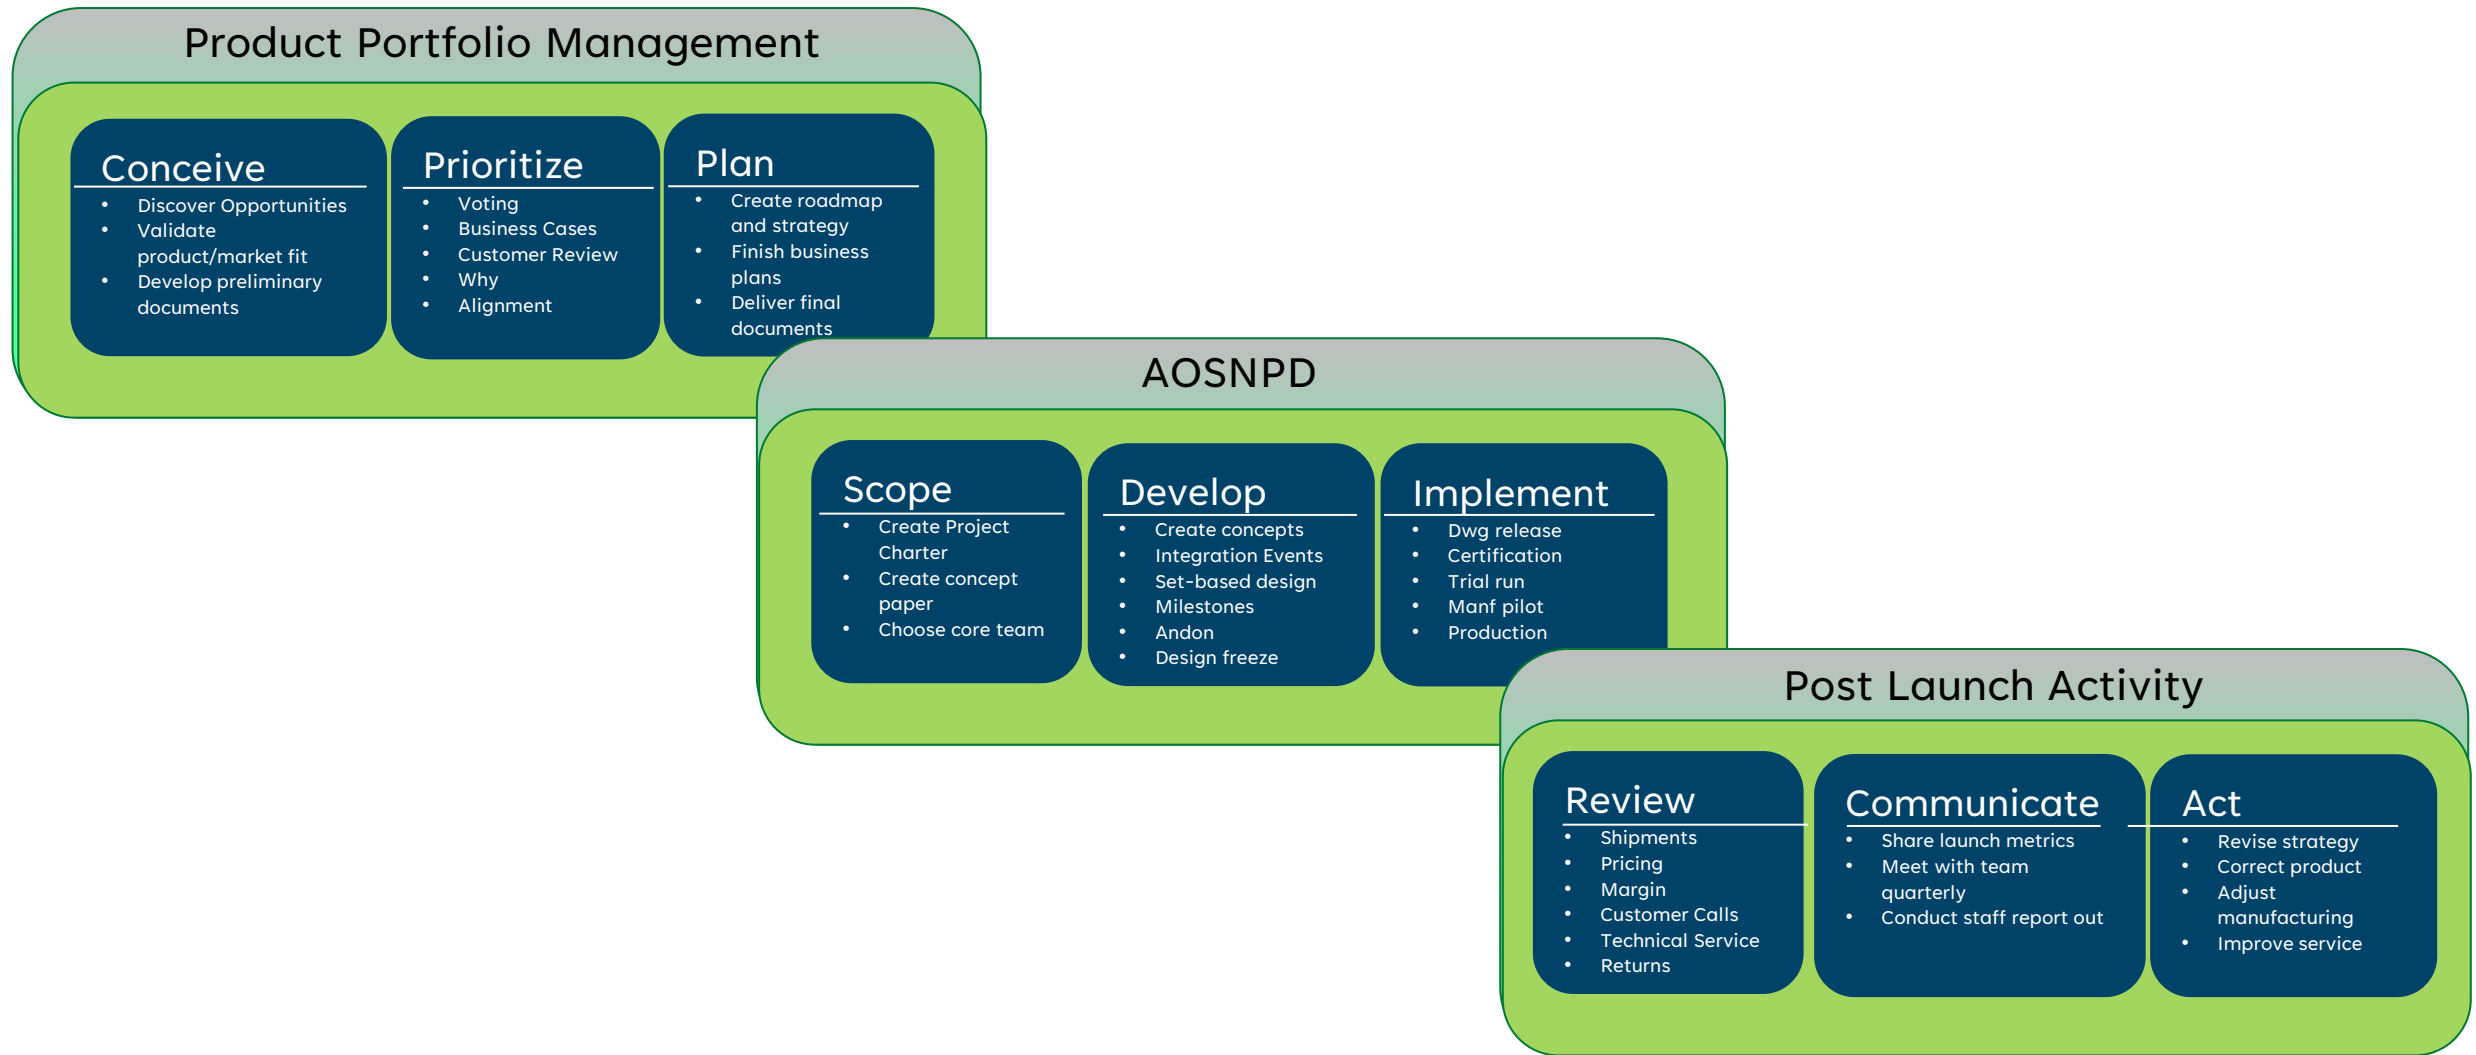 Product Portfolio Management
Conceive
• Discover Opportunities
• Validate
product/market fit
• Develop preliminary
documents
Prioritize
• Voting
• Business Cases
• Customer Review
• Why
• Alignment
Plan
• Create roadmap
and strategy
• Finish business
plans
• Deliver final
documents
AOSNPD
Scope
• Create Project
Charter
• Create concept
paper
• Choose core team
Develop
• Create concepts
• Integration Events
• Set-based design
• Milestones
• Andon
• Design freeze
Implement
• Dwg release
• Certification
• Trial run
• Manf pilot
• Production
Post Launch Activity
Review
• Shipments
• Pricing
• Margin
• Customer Calls
• Technical Service
• Returns
Communicate
• Share launch metrics
• Meet with team
quarterly
• Conduct staff report out
Act
• Revise strategy
• Correct product
• Adjust
manufacturing
• Improve service